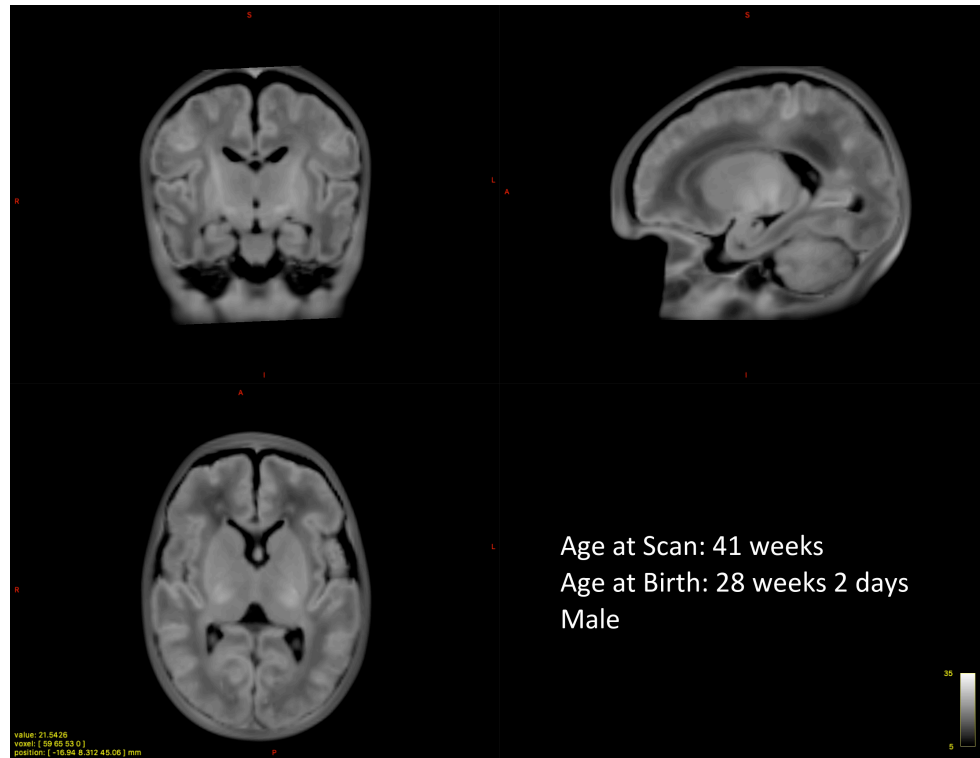 S
S
R
L
A
I
I
A
R
L
P
Age at Scan: 41 weeks
Age at Birth: 28 weeks 2 days
Male
35
5
value: 21.5426
voxel: [ 59 65 53 0 ]
position: [ -16.94 8.312 45.06 ] mm